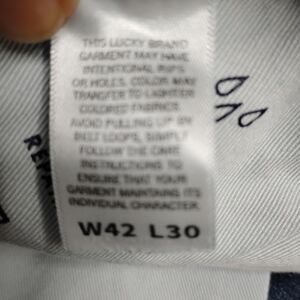 THIS LUCKY BRAND
GARMENT MAY HAVE
INTENTIONAL RIPS
OR HOLES. COLOR MAY
TRANSFER TO LIGHTER
COLORED FABRICS.
AVOID PULLING UP BY
BELT LOOPS, SIMPLY
FOLLOW THE CARE
INSTRUCTIONS TO
ENSURE THAT YOUR
GARMENT MAINTAINS ITS
INDIVIDUAL CHARACTER.
W42 L30